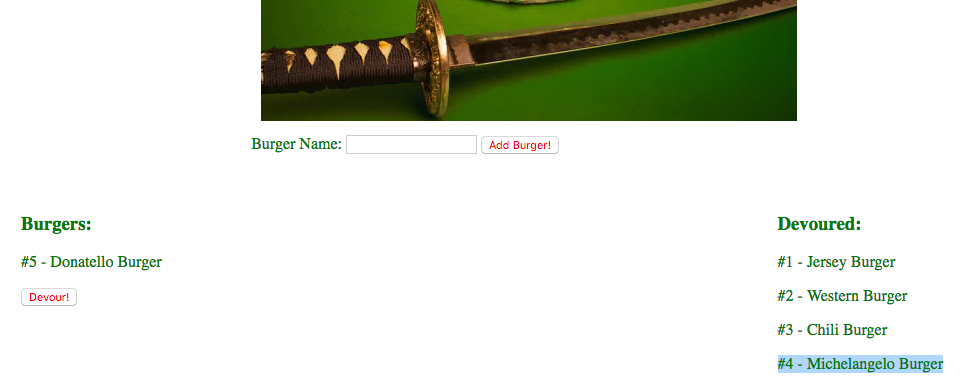 Burger Name: Add Burger!
Burgers:
#5 - Donatello Burger
Devour!
Devoured:
#1 - Jersey Burger
#2 - Western Burger
#3 - Chili Burger
#4 - Michelangelo Burger